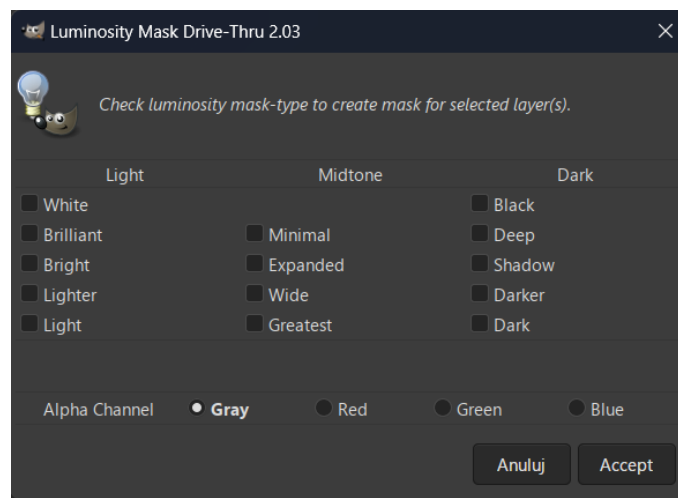 Luminosity Mask Drive-Thru 2.03
Check luminosity mask-type to create mask for selected layer(s).
Light Midtone Dark
White Black
Brilliant Minimal Deep
Bright Expanded Shadow
Lighter Wide Darker
Light Greatest Dark
Alpha Channel Gray Red Green Blue
Anuluj Accept